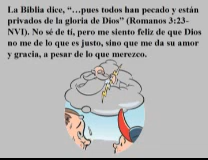 La Biblia dice, “…pues todos han pecado y están
privados de la gloria de Dios” (Romanos 3:23-
NVI). No sé de ti, pero me siento feliz de que Dios
no me de lo que es justo, sino que me da su amor
y gracia, a pesar de lo que merezco.